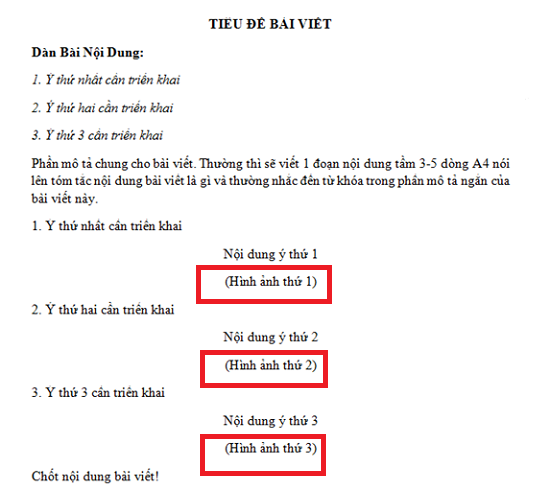 TIÊU ĐỀ BÀI VIẾT
Dàn Bài Nội Dung:
1. Ý thứ nhất cần triển khai
2. Ý thứ hai cần triển khai
3. Ý thứ 3 cần triển khai
Phần mô tả chung cho bài viết. Thường thì sẽ viết 1 đoạn nội dung tầm 3-5 dòng A4 nói
lên tóm tắc nội dung bài viết là gì và thường nhắc đến từ khóa trong phần mô tả ngắn của
bài viết này.
1. Ý thứ nhất cần triển khai
Nội dung ý thứ 1
(Hình ảnh thứ 1)
2. Ý thứ hai cần triển khai
Nội dung ý thứ 2
(Hình ảnh thứ 2)
3. Ý thứ 3 cần triển khai
Nội dung ý thứ 3
(Hình ảnh thứ 3)
Chốt nội dung bài viết!